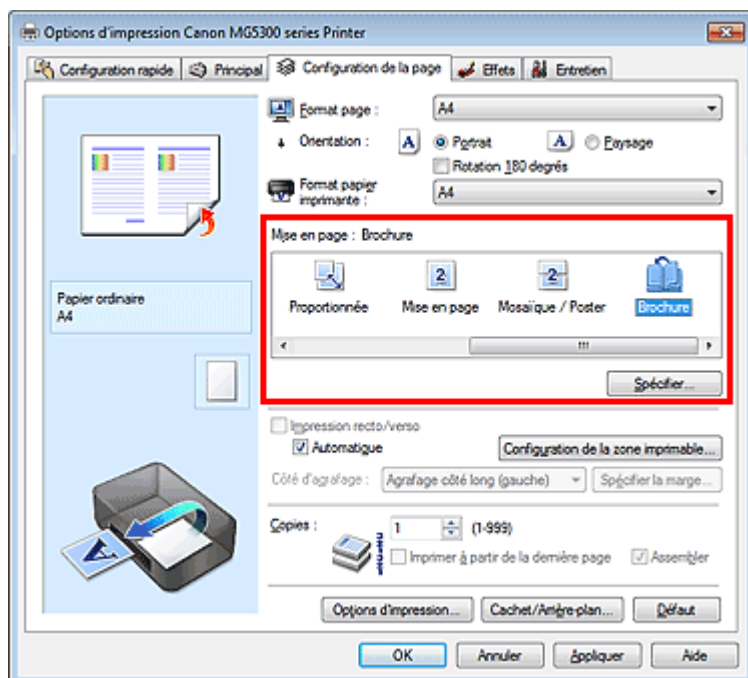 Options d'impression Canon MG5300 series Printer
Configuration rapide Principal Configuration de la page Effets Entretien
Format page : A4
Orientation : A Portrait A Paysage
Rotation 180 degrés
Format papier
imprimante : A4
Mise en page : Brochure
Proportionnée Mise en page Mosaïque / Poster Brochure
Papier ordinaire
A4
Spécifier...
Impression recto/verso
Automatique Configuration de la zone imprimable...
Côté d'agrafage : Agrafage côté long (gauche) Spécifier la marge...
Copies : 1 (1-999)
Imprimer à partir de la dernière page Assembler
Options d'impression... Cachet/Arrière-plan... Défaut
OK Annuler Appliquer Aide